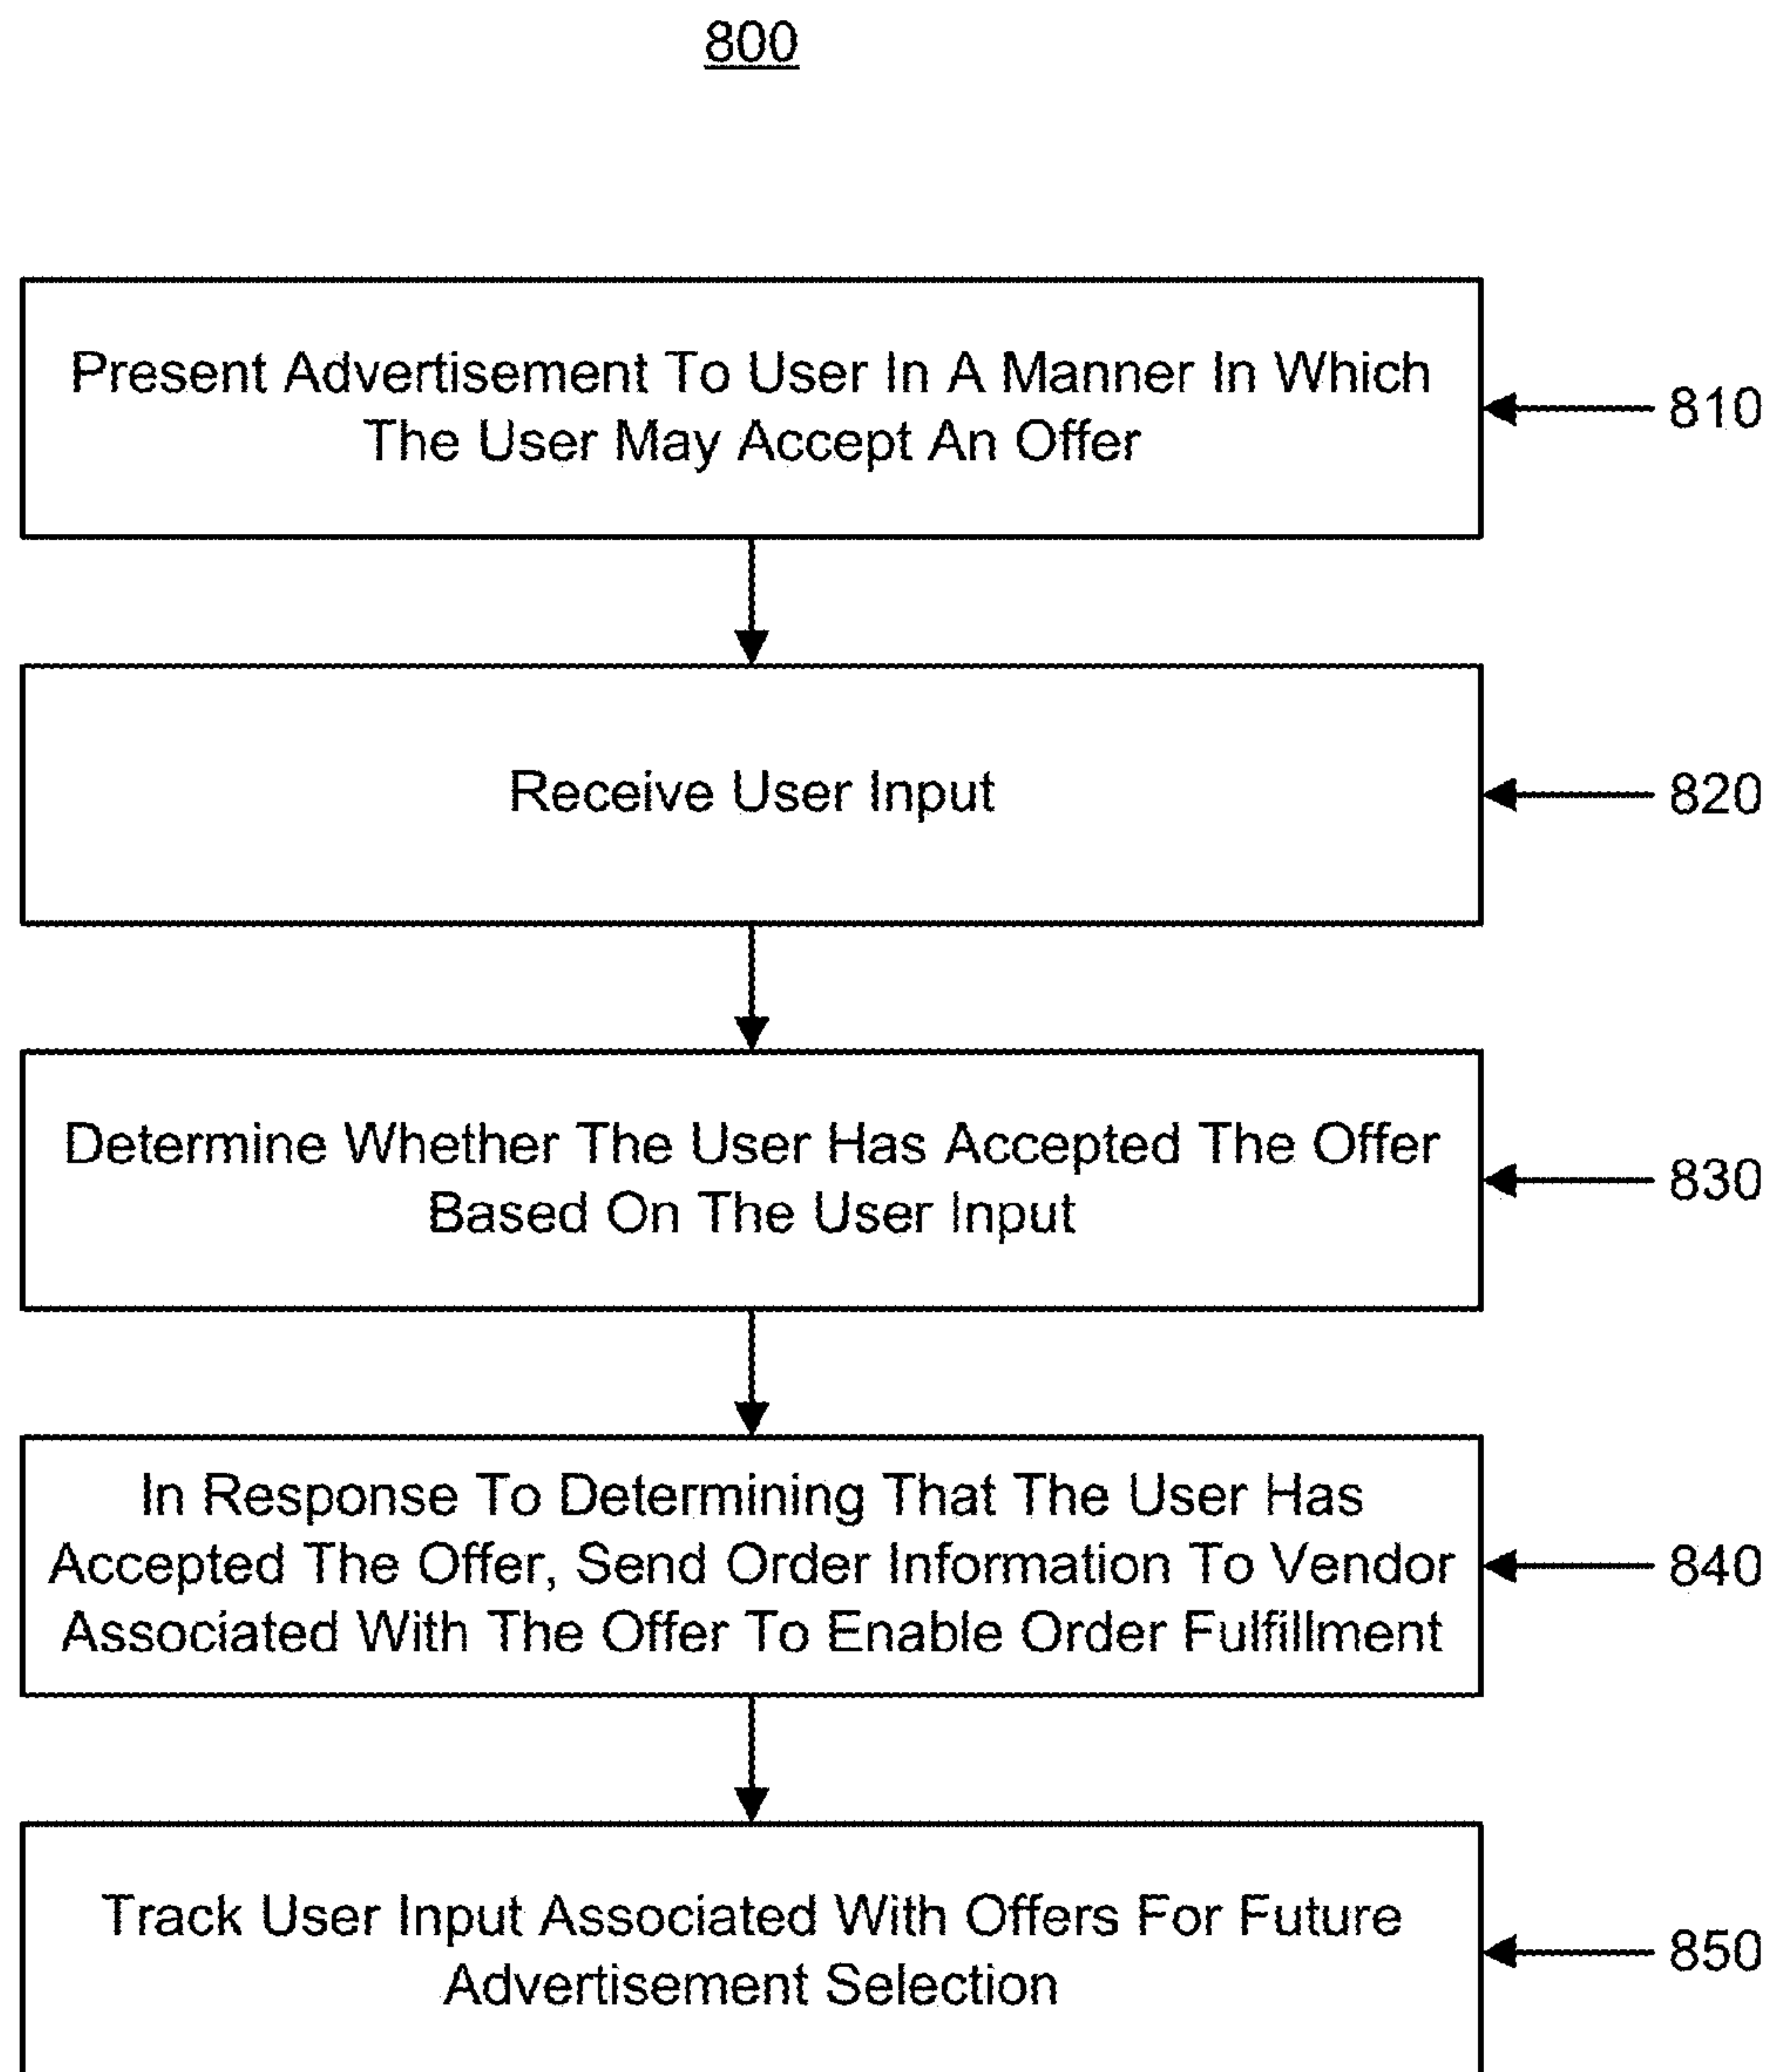 800
Present Advertisement To User In A Manner In Which
The User May Accept An Offer
810
Receive User Input
820
Determine Whether The User Has Accepted The Offer
Based On The User Input
830
In Response To Determining That The User Has
Accepted The Offer, Send Order Information To Vendor
Associated With The Offer To Enable Order Fulfillment
840
Track User Input Associated With Offers For Future
Advertisement Selection
850